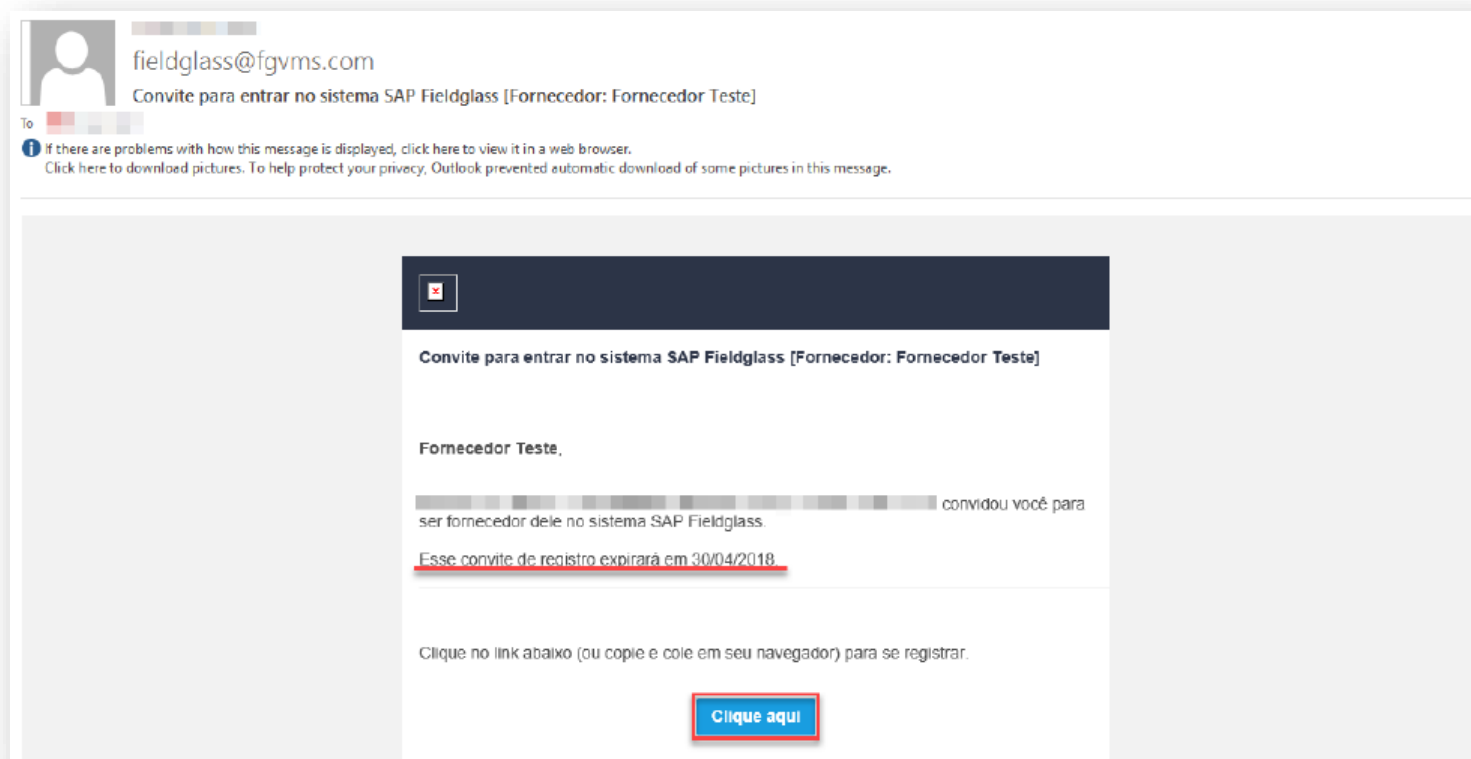 fieldglass@fgvms.com
Convite para entrar no sistema SAP Fieldglass [Fornecedor: Fornecedor Teste]
To
If there are problems with how this message is displayed, click here to view it in a web browser.
Click here to download pictures. To help protect your privacy, Outlook prevented automatic download of some pictures in this message.
Convite para entrar no sistema SAP Fieldglass [Fornecedor: Fornecedor Teste]
Fornecedor Teste,
convidou você para
ser fornecedor dele no sistema SAP Fieldglass.
Esse convite de registro expirará em 30/04/2018.
Clique no link abaixo (ou copie e cole em seu navegador) para se registrar.
Clique aqui